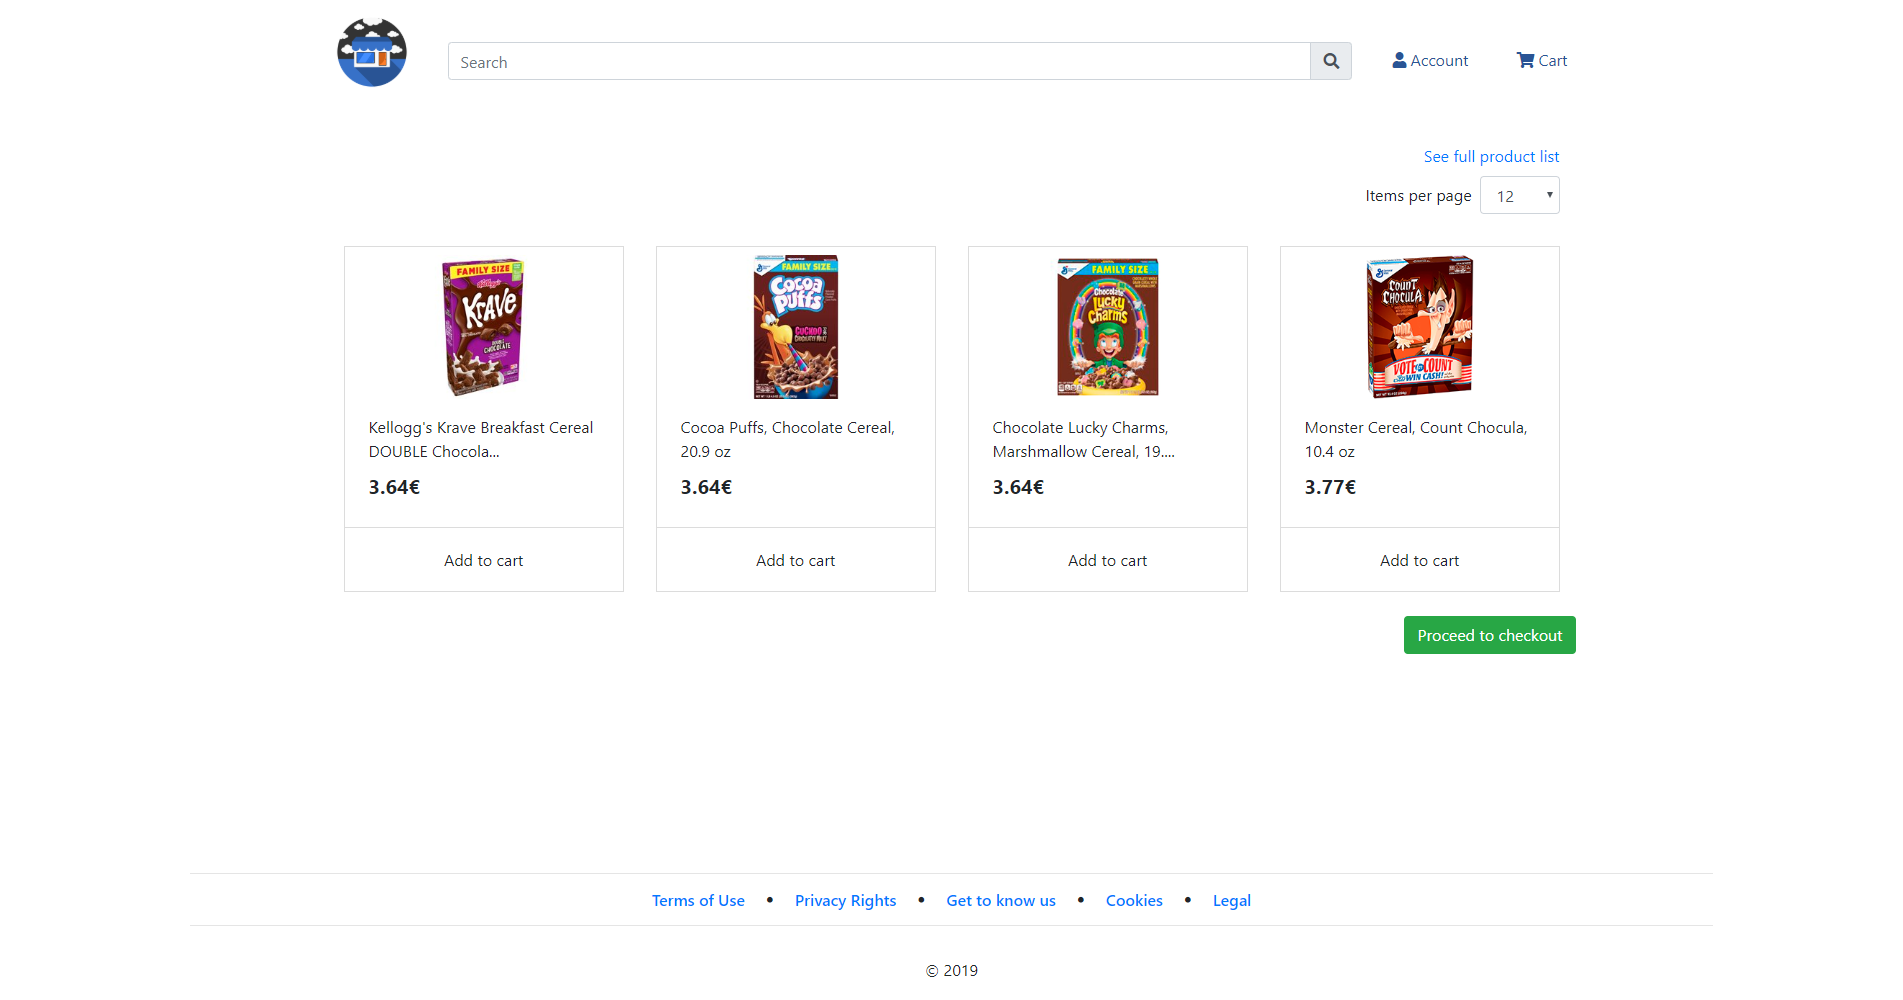 Search
Account
Cart
See full product list
Items per page
12
FAMILY SIZE
Kellogg's
KRAVE
DOUBLE
CHOCOLATE
FAMILY SIZE
Cocoa
Puffs
FAMILY SIZE
Chocolate
Lucky
Charms
COUNT
CHOCULA
VOTE COUNT
WIN CASH!
Kellogg's Krave Breakfast Cereal
DOUBLE Chocola...
3.64€
Add to cart
Cocoa Puffs, Chocolate Cereal,
20.9 oz
3.64€
Add to cart
Chocolate Lucky Charms,
Marshmallow Cereal, 19....
3.64€
Add to cart
Monster Cereal, Count Chocula,
10.4 oz
3.77€
Add to cart
Proceed to checkout
Terms of Use • Privacy Rights • Get to know us • Cookies • Legal
© 2019